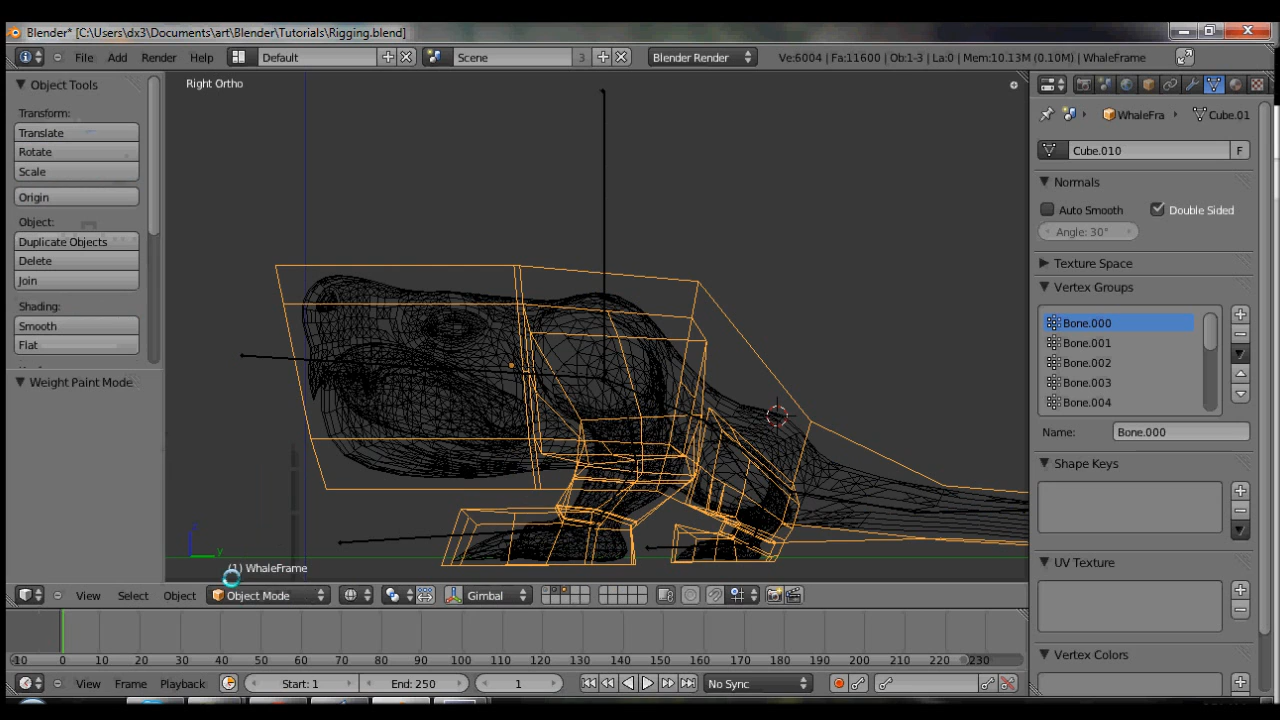 Blender* [C:\Users\dx3\Documents\art\Blender\Tutorials\Rigging.blend]
File Add Render Help Default Scene 3 Blender Render Ve:6004 | Fa:11600 | Ob:1-3 | La:0 | Mem:10.13M (0.10M) | WhaleFrame
Object Tools
Transform:
Translate
Rotate
Scale
Origin
Object:
Duplicate Objects
Delete
Join
Shading:
Smooth
Flat
Weight Paint Mode
Right Ortho
z
y
(1) WhaleFrame
View Select Object Object Mode Gimbal
WhaleFra Cube.01
Cube.010 F
Normals
Auto Smooth Double Sided
Angle: 30°
Texture Space
Vertex Groups
Bone.000
Bone.001
Bone.002
Bone.003
Bone.004
Name: Bone.000
Shape Keys
UV Texture
Vertex Colors
-10 0 10 20 30 40 50 60 70 80 90 100 110 120 130 140 150 160 170 180 190 200 210 220 230
View Frame Playback Start: 1 End: 250 1 No Sync